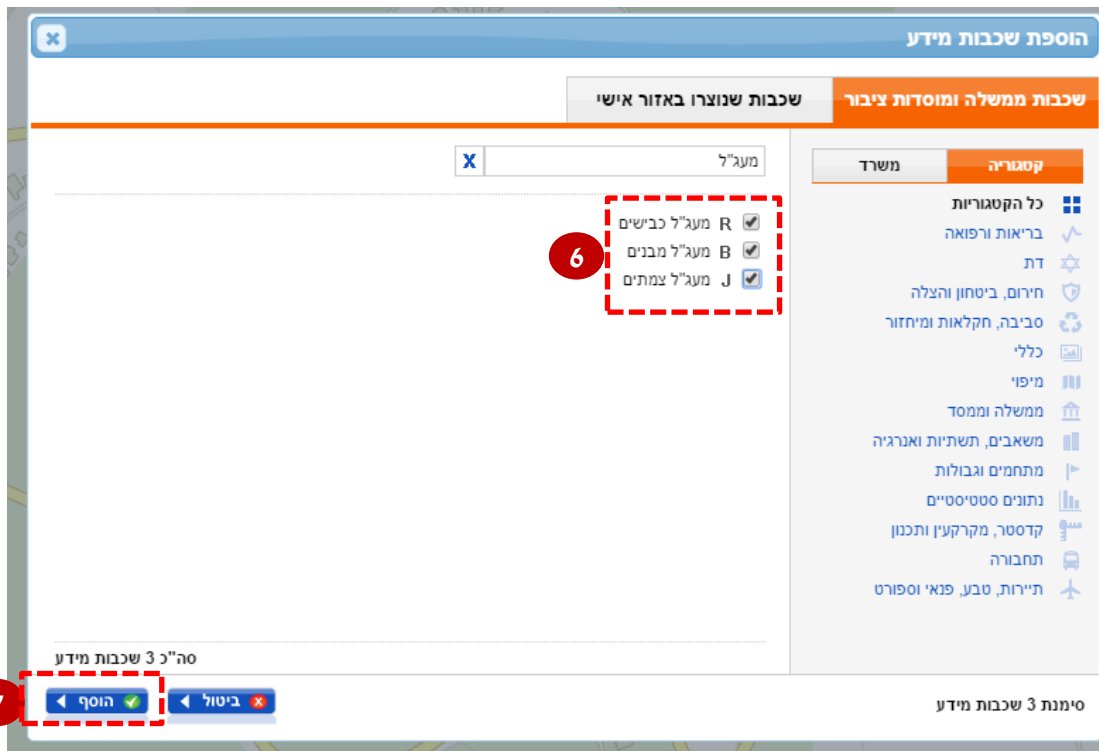 הוספת שכבות מידע
שכבות ממשלה ומוסדות ציבור
שכבות שנוצרו באזור אישי
קטגוריה
משרד
כל הקטגוריות
בריאות ורפואה
דת
חירום, ביטחון והצלה
סביבה, חקלאות ומיחזור
כללי
מיפוי
ממשלה וממסד
משאבים, תשתיות ואנרגיה
מתחמים וגבולות
נתונים סטטיסטיים
קדסטר, מקרקעין ותכנון
תחבורה
תיירות, טבע, פנאי וספורט
מעג"ל
X
R מעג"ל כבישים
B מעג"ל מבנים
J מעג"ל צמתים
6
סה"כ 3 שכבות מידע
סימנת 3 שכבות מידע
ביטול
הוסף